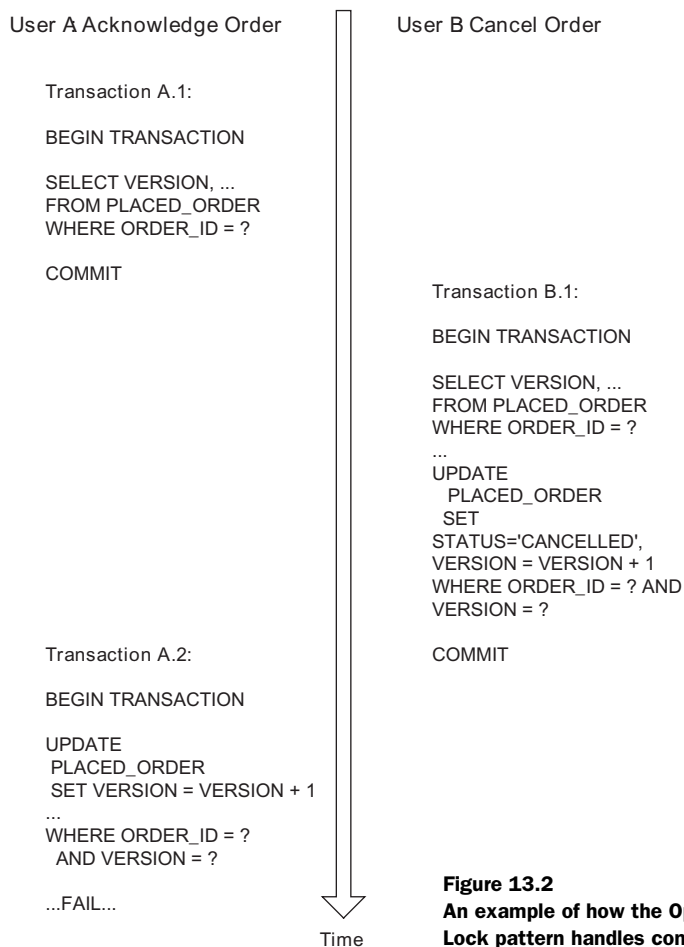 User A: Acknowledge Order
User B: Cancel Order
Transaction A.1:
BEGIN TRANSACTION
SELECT VERSION, ...
FROM PLACED_ORDER
WHERE ORDER_ID = ?
COMMIT
Transaction B.1:
BEGIN TRANSACTION
SELECT VERSION, ...
FROM PLACED_ORDER
WHERE ORDER_ID = ?
...
UPDATE
PLACED_ORDER
SET
STATUS='CANCELLED',
VERSION = VERSION + 1
WHERE ORDER_ID = ? AND
VERSION = ?
COMMIT
Transaction A.2:
BEGIN TRANSACTION
UPDATE
PLACED_ORDER
SET VERSION = VERSION + 1
...
WHERE ORDER_ID = ?
AND VERSION = ?
...FAIL...
Time
Figure 13.2
An example of how the
Lock pattern handles